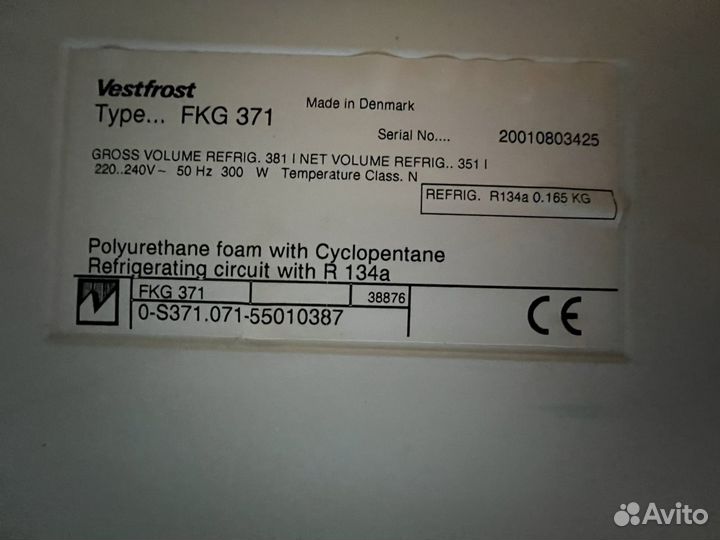 Vestfrost
Type... FKG 371
Made in Denmark
Serial No.... 20010803425
GROSS VOLUME REFRIG. 381 l NET VOLUME REFRIG.. 351 l
220..240V~ 50 Hz 300 W Temperature Class. N
REFRIG. R134a 0.165 KG
Polyurethane foam with Cyclopentane
Refrigerating circuit with R 134a
FKG 371 38876
0-S371.071-55010387
CE
Avito